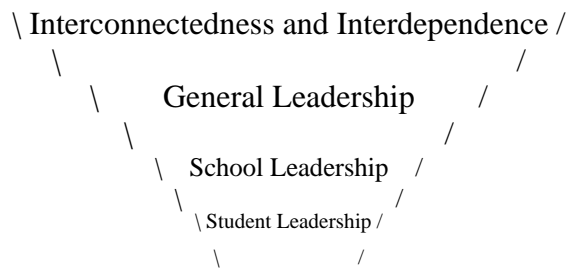 \ Interconnectedness and Interdependence /
\ /
\ General Leadership /
\ /
\ School Leadership /
\ /
\ Student Leadership /
\ /